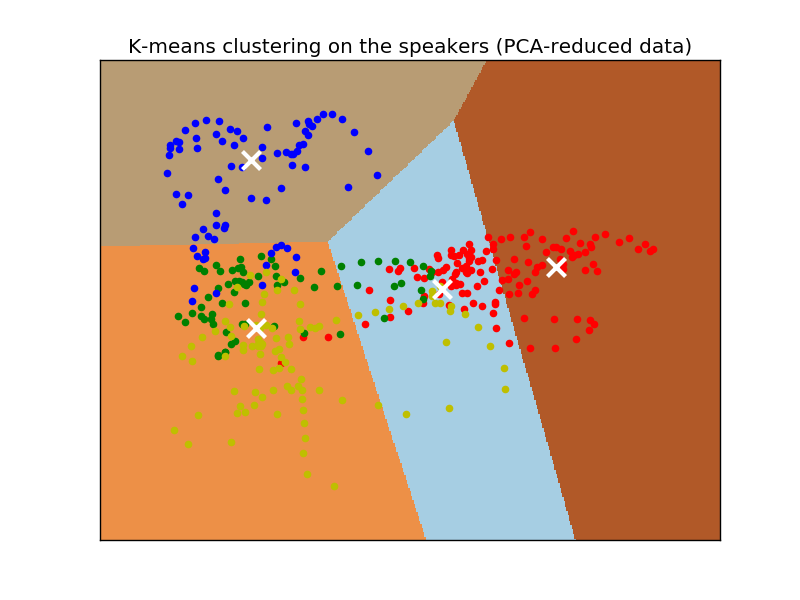 K-means clustering on the speakers (PCA-reduced data)